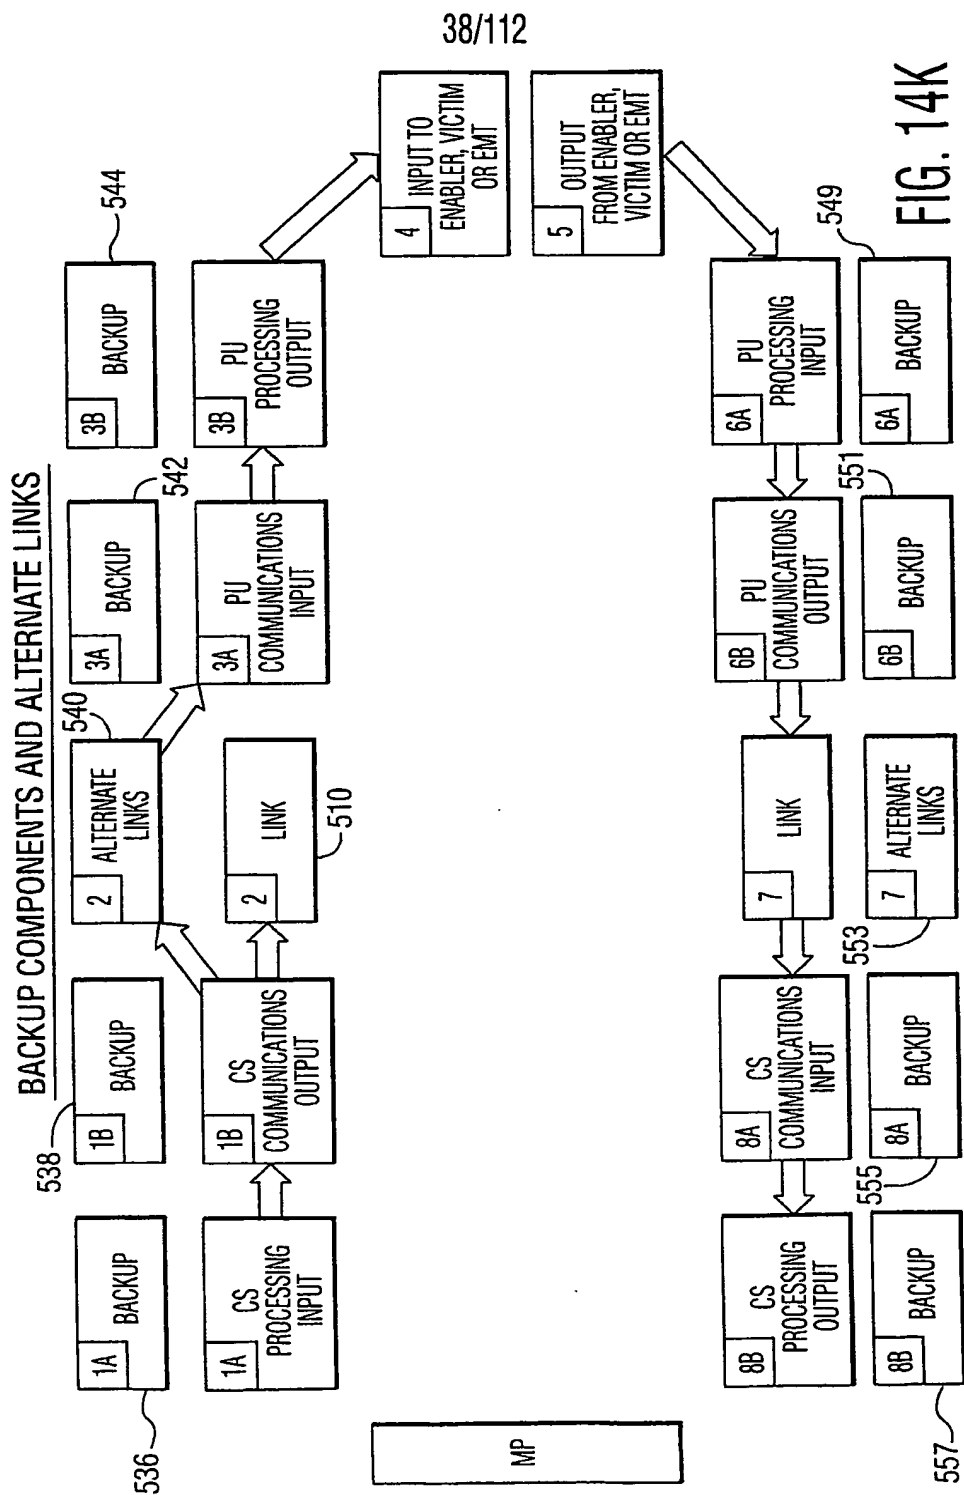 38/112
BACKUP COMPONENTS AND ALTERNATE LINKS
536
1A
BACKUP
538
1B
BACKUP
540
2
ALTERNATE
LINKS
542
3A
BACKUP
544
3B
BACKUP
1A
CS
PROCESSING
INPUT
1B
CS
COMMUNICATIONS
OUTPUT
2
LINK
510
3A
PU
COMMUNICATIONS
INPUT
3B
PU
PROCESSING
OUTPUT
4
INPUT TO
ENABLER, VICTIM
OR EMT
MP
5
OUTPUT
FROM ENABLER,
VICTIM OR EMT
8B
CS
PROCESSING
OUTPUT
8A
CS
COMMUNICATIONS
INPUT
7
LINK
6B
PU
COMMUNICATIONS
OUTPUT
6A
PU
PROCESSING
INPUT
557
8B
BACKUP
555
8A
BACKUP
553
7
ALTERNATE
LINKS
551
6B
BACKUP
549
6A
BACKUP
FIG. 14K